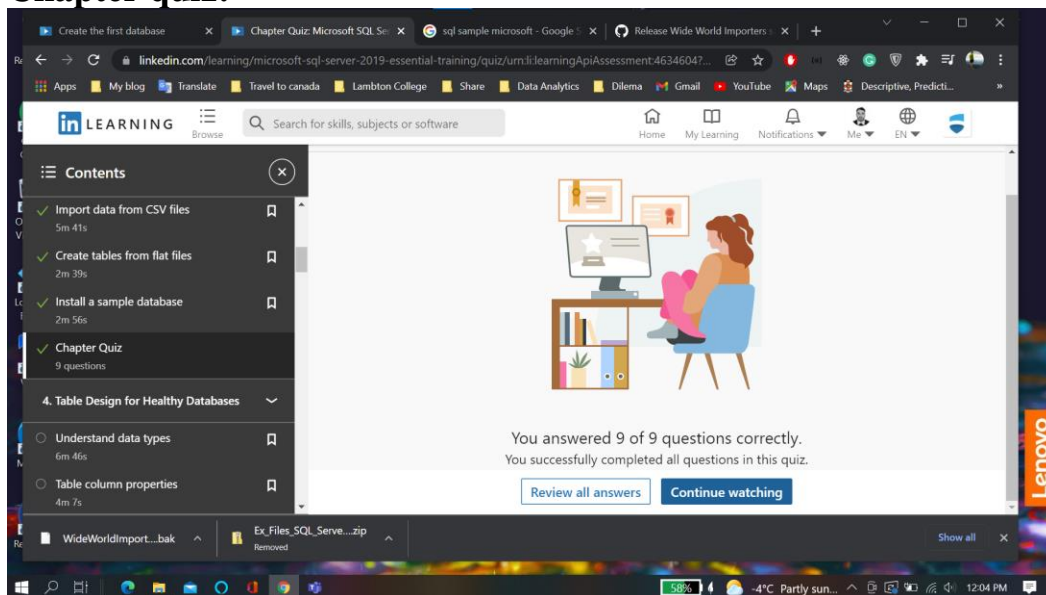 Chapter quiz:
Create the first database
Chapter Quiz: Microsoft SQL Ser
sql sample microsoft - Google S
Release Wide World Importers s
linkedin.com/learning/microsoft-sql-server-2019-essential-training/quiz/urn:li:learningApiAssessment:4634604?...
Apps My blog Translate Travel to canada Lambton College Share Data Analytics Dilema Gmail YouTube Maps Descriptive, Predicti... »
in LEARNING
Browse
Search for skills, subjects or software
Home My Learning Notifications Me EN
Contents
Import data from CSV files
5m 41s
Create tables from flat files
2m 39s
Install a sample database
2m 56s
Chapter Quiz
9 questions
4. Table Design for Healthy Databases
Understand data types
6m 46s
Table column properties
4m 7s
You answered 9 of 9 questions correctly.
You successfully completed all questions in this quiz.
Review all answers Continue watching
Lenovo
WideWorldImport....bak
Ex_Files_SQL_Serve....zip
Removed
Show all
58% -4°C Partly sun... 12:04 PM